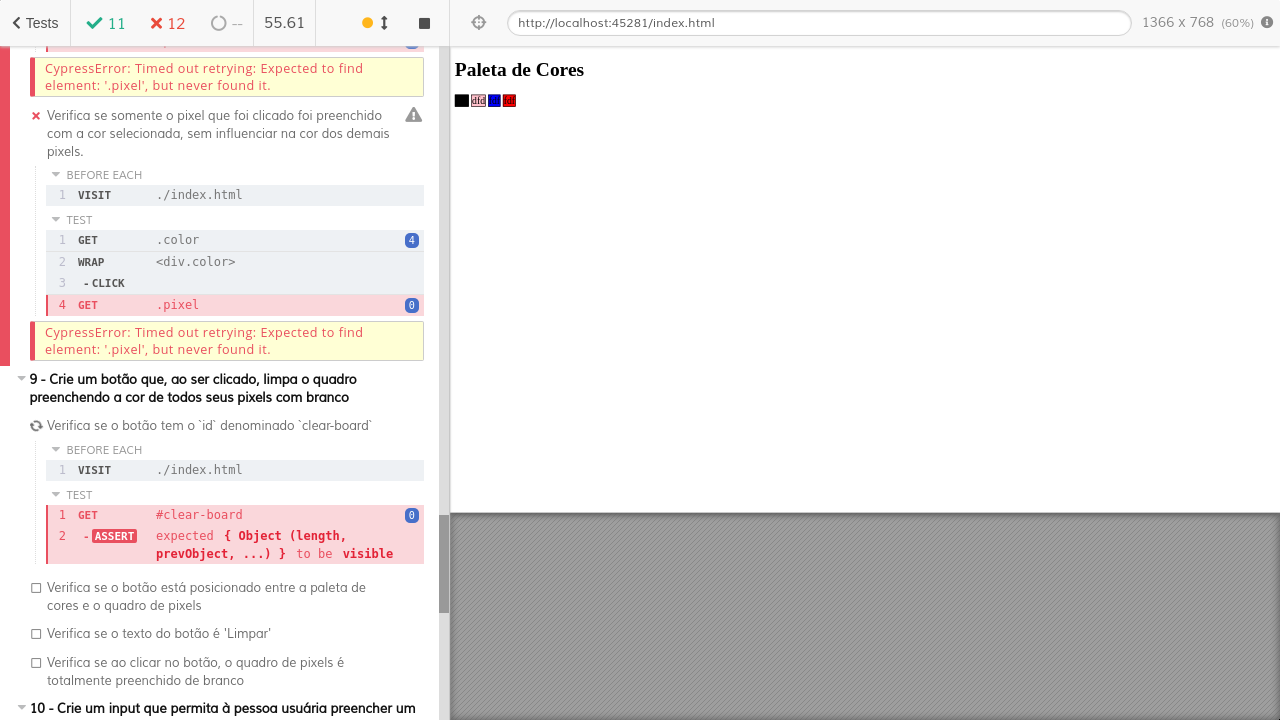 Tests 11 12 -- 55.61 http://localhost:45281/index.html 1366 x 768 (60%)
CypressError: Timed out retrying: Expected to find
element: '.pixel', but never found it.
Verifica se somente o pixel que foi clicado foi preenchido
com a cor selecionada, sem influenciar na cor dos demais
pixels.
BEFORE EACH
1 VISIT ./index.html
TEST
1 GET .color 4
2 WRAP <div.color>
3 -CLICK
4 GET .pixel 0
CypressError: Timed out retrying: Expected to find
element: '.pixel', but never found it.
9 - Crie um botão que, ao ser clicado, limpa o quadro
preenchendo a cor de todos seus pixels com branco
Verifica se o botão tem o `id` denominado `clear-board`
BEFORE EACH
1 VISIT ./index.html
TEST
1 GET #clear-board 0
2 -ASSERT expected { Object (length,
prevObject, ...) } to be visible
Verifica se o botão está posicionado entre a paleta de
cores e o quadro de pixels
Verifica se o texto do botão é 'Limpar'
Verifica se ao clicar no botão, o quadro de pixels é
totalmente preenchido de branco
10 - Crie um input que permita à pessoa usuária preencher um
Paleta de Cores
dfd